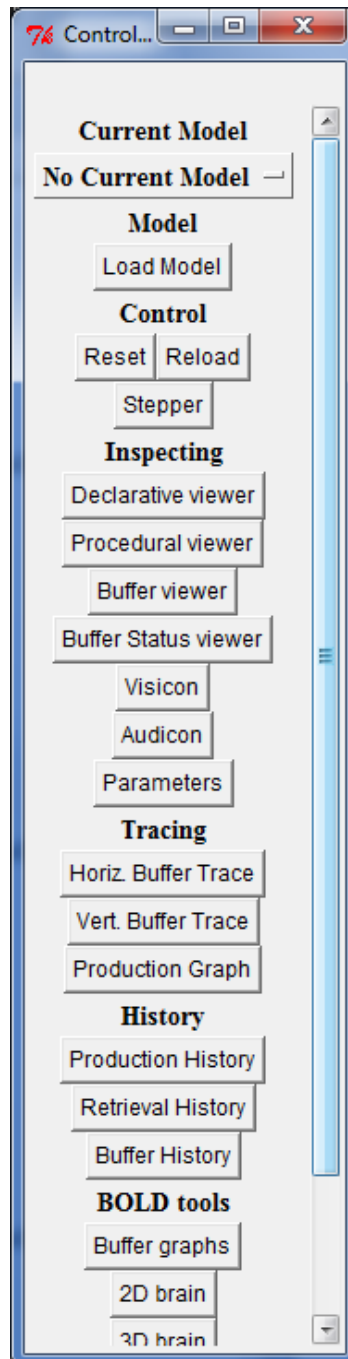 Control...
Current Model
No Current Model
Model
Load Model
Control
Reset Reload
Stepper
Inspecting
Declarative viewer
Procedural viewer
Buffer viewer
Buffer Status viewer
Visicon
Audicon
Parameters
Tracing
Horiz. Buffer Trace
Vert. Buffer Trace
Production Graph
History
Production History
Retrieval History
Buffer History
BOLD tools
Buffer graphs
2D brain
3D brain